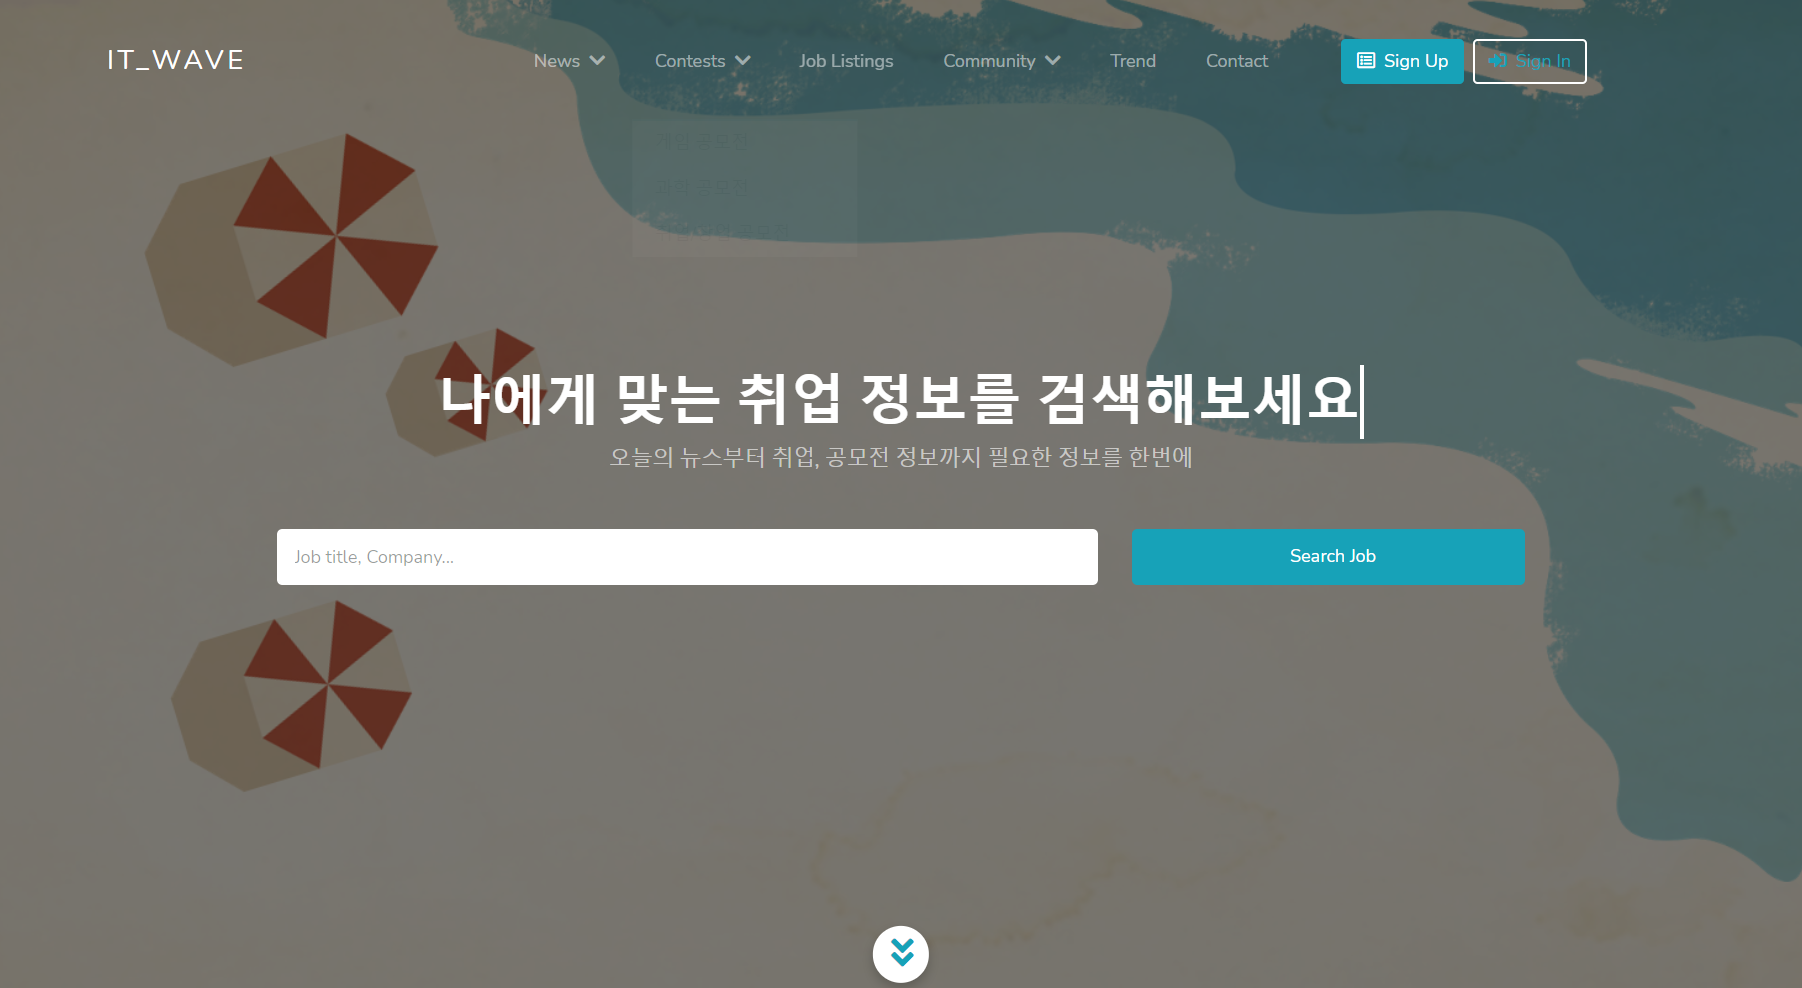 IT_WAVE
News
Contests
Job Listings
Community
Trend
Contact
Sign Up
Sign In
나에게 맞는 취업 정보를 검색해보세요
오늘의 뉴스부터 취업, 공모전 정보까지 필요한 정보를 한번에
Job title, Company...
Search Job